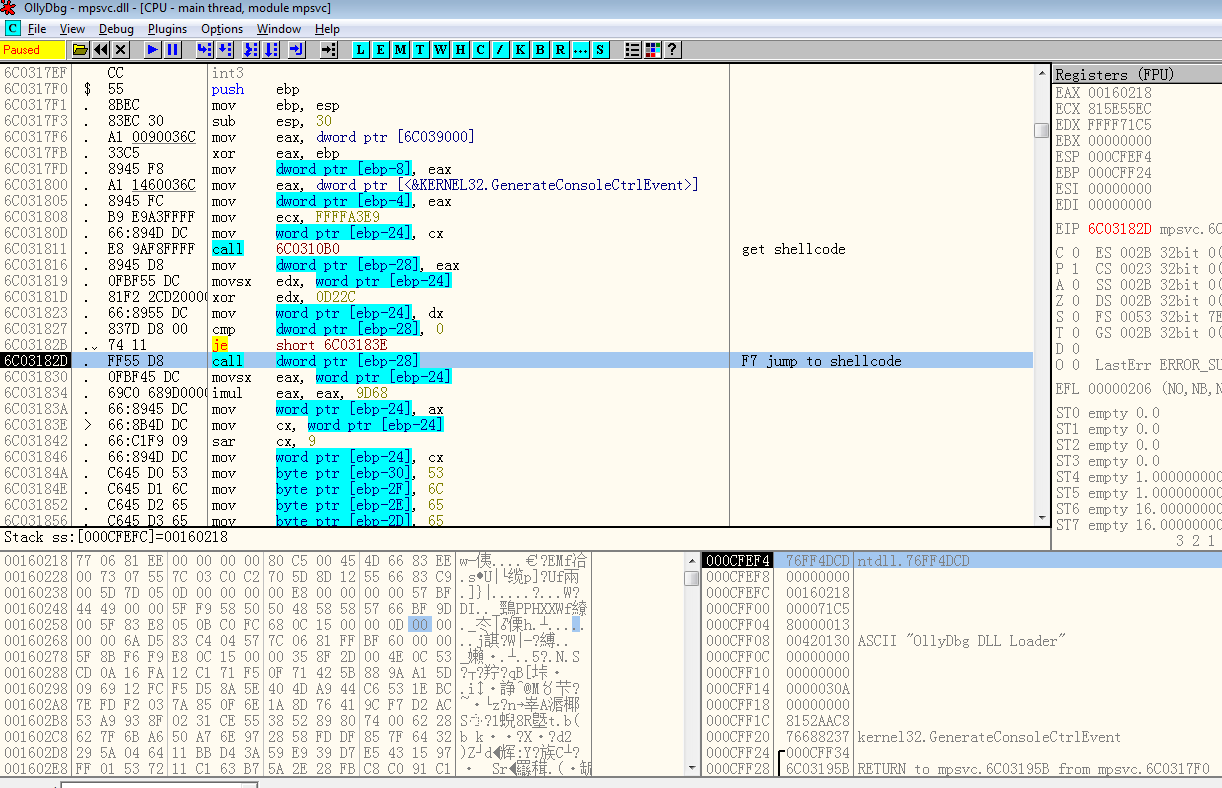 OllyDbg - mpsvc.dll - [CPU - main thread, module mpsvc]
C File View Debug Plugins Options Window Help
Paused L E M T W H C / K B R ... S ?
6C0317EF CC int3
6C0317F0 $ 55 push ebp
6C0317F1 . 8BEC mov ebp, esp
6C0317F3 . 83EC 30 sub esp, 30
6C0317F6 . A1 0090036C mov eax, dword ptr [6C039000]
6C0317FB . 33C5 xor eax, ebp
6C0317FD . 8945 F8 mov dword ptr [ebp-8], eax
6C031800 . A1 1460036C mov eax, dword ptr [<&KERNEL32.GenerateConsoleCtrlEvent>]
6C031805 . 8945 FC mov dword ptr [ebp-4], eax
6C031808 . B9 E9A3FFFF mov ecx, FFFFA3E9
6C03180D . 66:894D DC mov word ptr [ebp-24], cx
6C031811 . E8 9AF8FFFF call 6C0310B0 get shellcode
6C031816 . 8945 D8 mov dword ptr [ebp-28], eax
6C031819 . 0FBF55 DC movsx edx, word ptr [ebp-24]
6C03181D . 81F2 2CD20000 xor edx, 0D22C
6C031823 . 66:8955 DC mov word ptr [ebp-24], dx
6C031827 . 837D D8 00 cmp dword ptr [ebp-28], 0
6C03182B .v 74 11 je short 6C03183E
6C03182D . FF55 D8 call dword ptr [ebp-28] F7 jump to shellcode
6C031830 . 0FBF45 DC movsx eax, word ptr [ebp-24]
6C031834 . 69C0 689D0000 imul eax, eax, 9D68
6C03183A . 66:8945 DC mov word ptr [ebp-24], ax
6C03183E > 66:8B4D DC mov cx, word ptr [ebp-24]
6C031842 . 66:C1F9 09 sar cx, 9
6C031846 . 66:894D DC mov word ptr [ebp-24], cx
6C03184A . C645 D0 53 mov byte ptr [ebp-30], 53
6C03184E . C645 D1 6C mov byte ptr [ebp-2F], 6C
6C031852 . C645 D2 65 mov byte ptr [ebp-2E], 65
6C031856 . C645 D3 65 mov byte ptr [ebp-2D], 65
Registers (FPU)
EAX 00160218
ECX 815E55EC
EDX FFFF71C5
EBX 00000000
ESP 000CFEF4
EBP 000CFF24
ESI 00000000
EDI 00000000
EIP 6C03182D mpsvc.6C
C 0 ES 002B 32bit 0(
P 1 CS 0023 32bit 0(
A 0 SS 002B 32bit 0(
Z 0 DS 002B 32bit 0(
S 0 FS 0053 32bit 7E
T 0 GS 002B 32bit 0(
D 0
O 0 LastErr ERROR_SU
EFL 00000206 (NO,NB,N
ST0 empty 0.0
ST1 empty 0.0
ST2 empty 0.0
ST3 empty 0.0
ST4 empty 1.000000000
ST5 empty 1.000000000
ST6 empty 16.00000000
ST7 empty 16.00000000
3 2 1
Stack ss:[000CFEFC]=00160218
00160218 77 06 81 EE 00 00 00 00 80 C5 00 45 4D 66 83 EE
00160228 00 73 07 55 7C 03 C0 C2 70 5D 8D 12 55 66 83 C9
00160238 00 5D 7D 05 0D 00 00 00 00 E8 00 00 00 00 57 BF
00160248 44 49 00 00 5F F9 58 50 50 48 58 58 57 66 BF 9D
00160258 00 5F 83 E8 05 0B C0 FC 68 0C 15 00 00 0D 00 00
00160268 00 00 6A D5 83 C4 04 57 7C 06 81 FF BF 60 00 00
00160278 5F 8B F6 F9 E8 0C 15 00 00 35 8F 2D 00 4E 0C 53
00160288 CD 0A 16 FA 12 C1 71 F5 0F 71 42 5B 88 9A A1 5D
00160298 09 69 12 FC F5 D5 8A 5E 40 4D A9 44 C6 53 1E BC
001602A8 7E FD F2 03 7A 85 0F 6E 1A 8D 76 41 9C F7 D2 AC
001602B8 53 A9 93 8F 02 31 CE 55 38 52 89 80 74 00 62 28
001602C8 62 7F 6B A6 50 A7 6E 97 28 58 FD DF 85 7F 64 32
001602D8 29 5A 04 64 11 BB D4 3A 59 E9 39 D7 E5 43 15 97
001602E8 FF 01 53 72 11 C1 63 B7 5A 2E 28 FB C8 C0 91 C1
000CFEF4 76FF4DCD ntdll.76FF4DCD
000CFEF8 00000000
000CFEFC 00160218
000CFF00 000071C5
000CFF04 80000013
000CFF08 00420130 ASCII "OllyDbg DLL Loader"
000CFF0C 00000000
000CFF10 00000000
000CFF14 0000030A
000CFF18 00000000
000CFF1C 8152AAC8
000CFF20 76688237 kernel32.GenerateConsoleCtrlEvent
000CFF24 000CFF34
000CFF28 6C03195B RETURN to mpsvc.6C03195B from mpsvc.6C0317F0